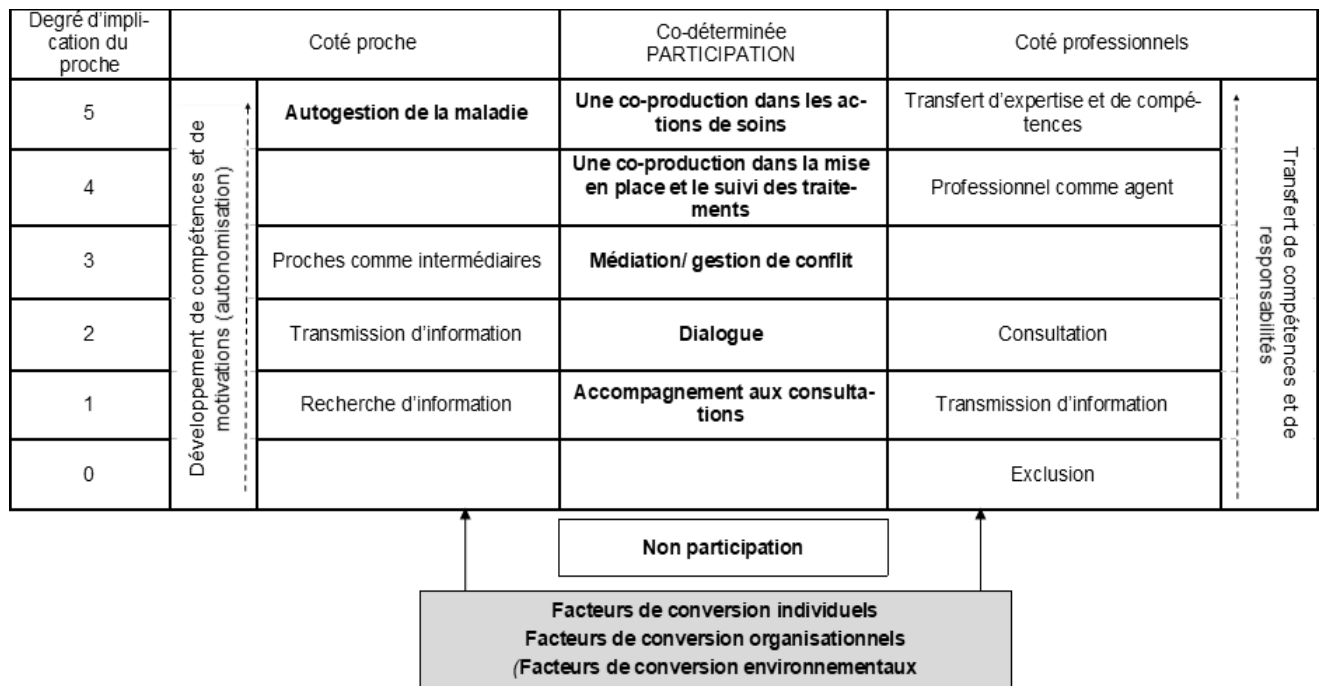 Degré d'impli-
cation du
proche
Coté proche
Co-déterminée
PARTICIPATION
Coté professionnels
5
Développement de compétences et de
motivations (autonomisation)
Autogestion de la maladie
Une co-production dans les ac-
tions de soins
Transfert d'expertise et de compé-
tences
Transfert de compétences et de
responsabilités
4
Une co-production dans la mise
en place et le suivi des traite-
ments
Professionnel comme agent
3
Proches comme intermédiaires
Médiation/ gestion de conflit
2
Transmission d'information
Dialogue
Consultation
1
Recherche d'information
Accompagnement aux consulta-
tions
Transmission d'information
0
Exclusion
Non participation
Facteurs de conversion individuels
Facteurs de conversion organisationnels
(Facteurs de conversion environnementaux